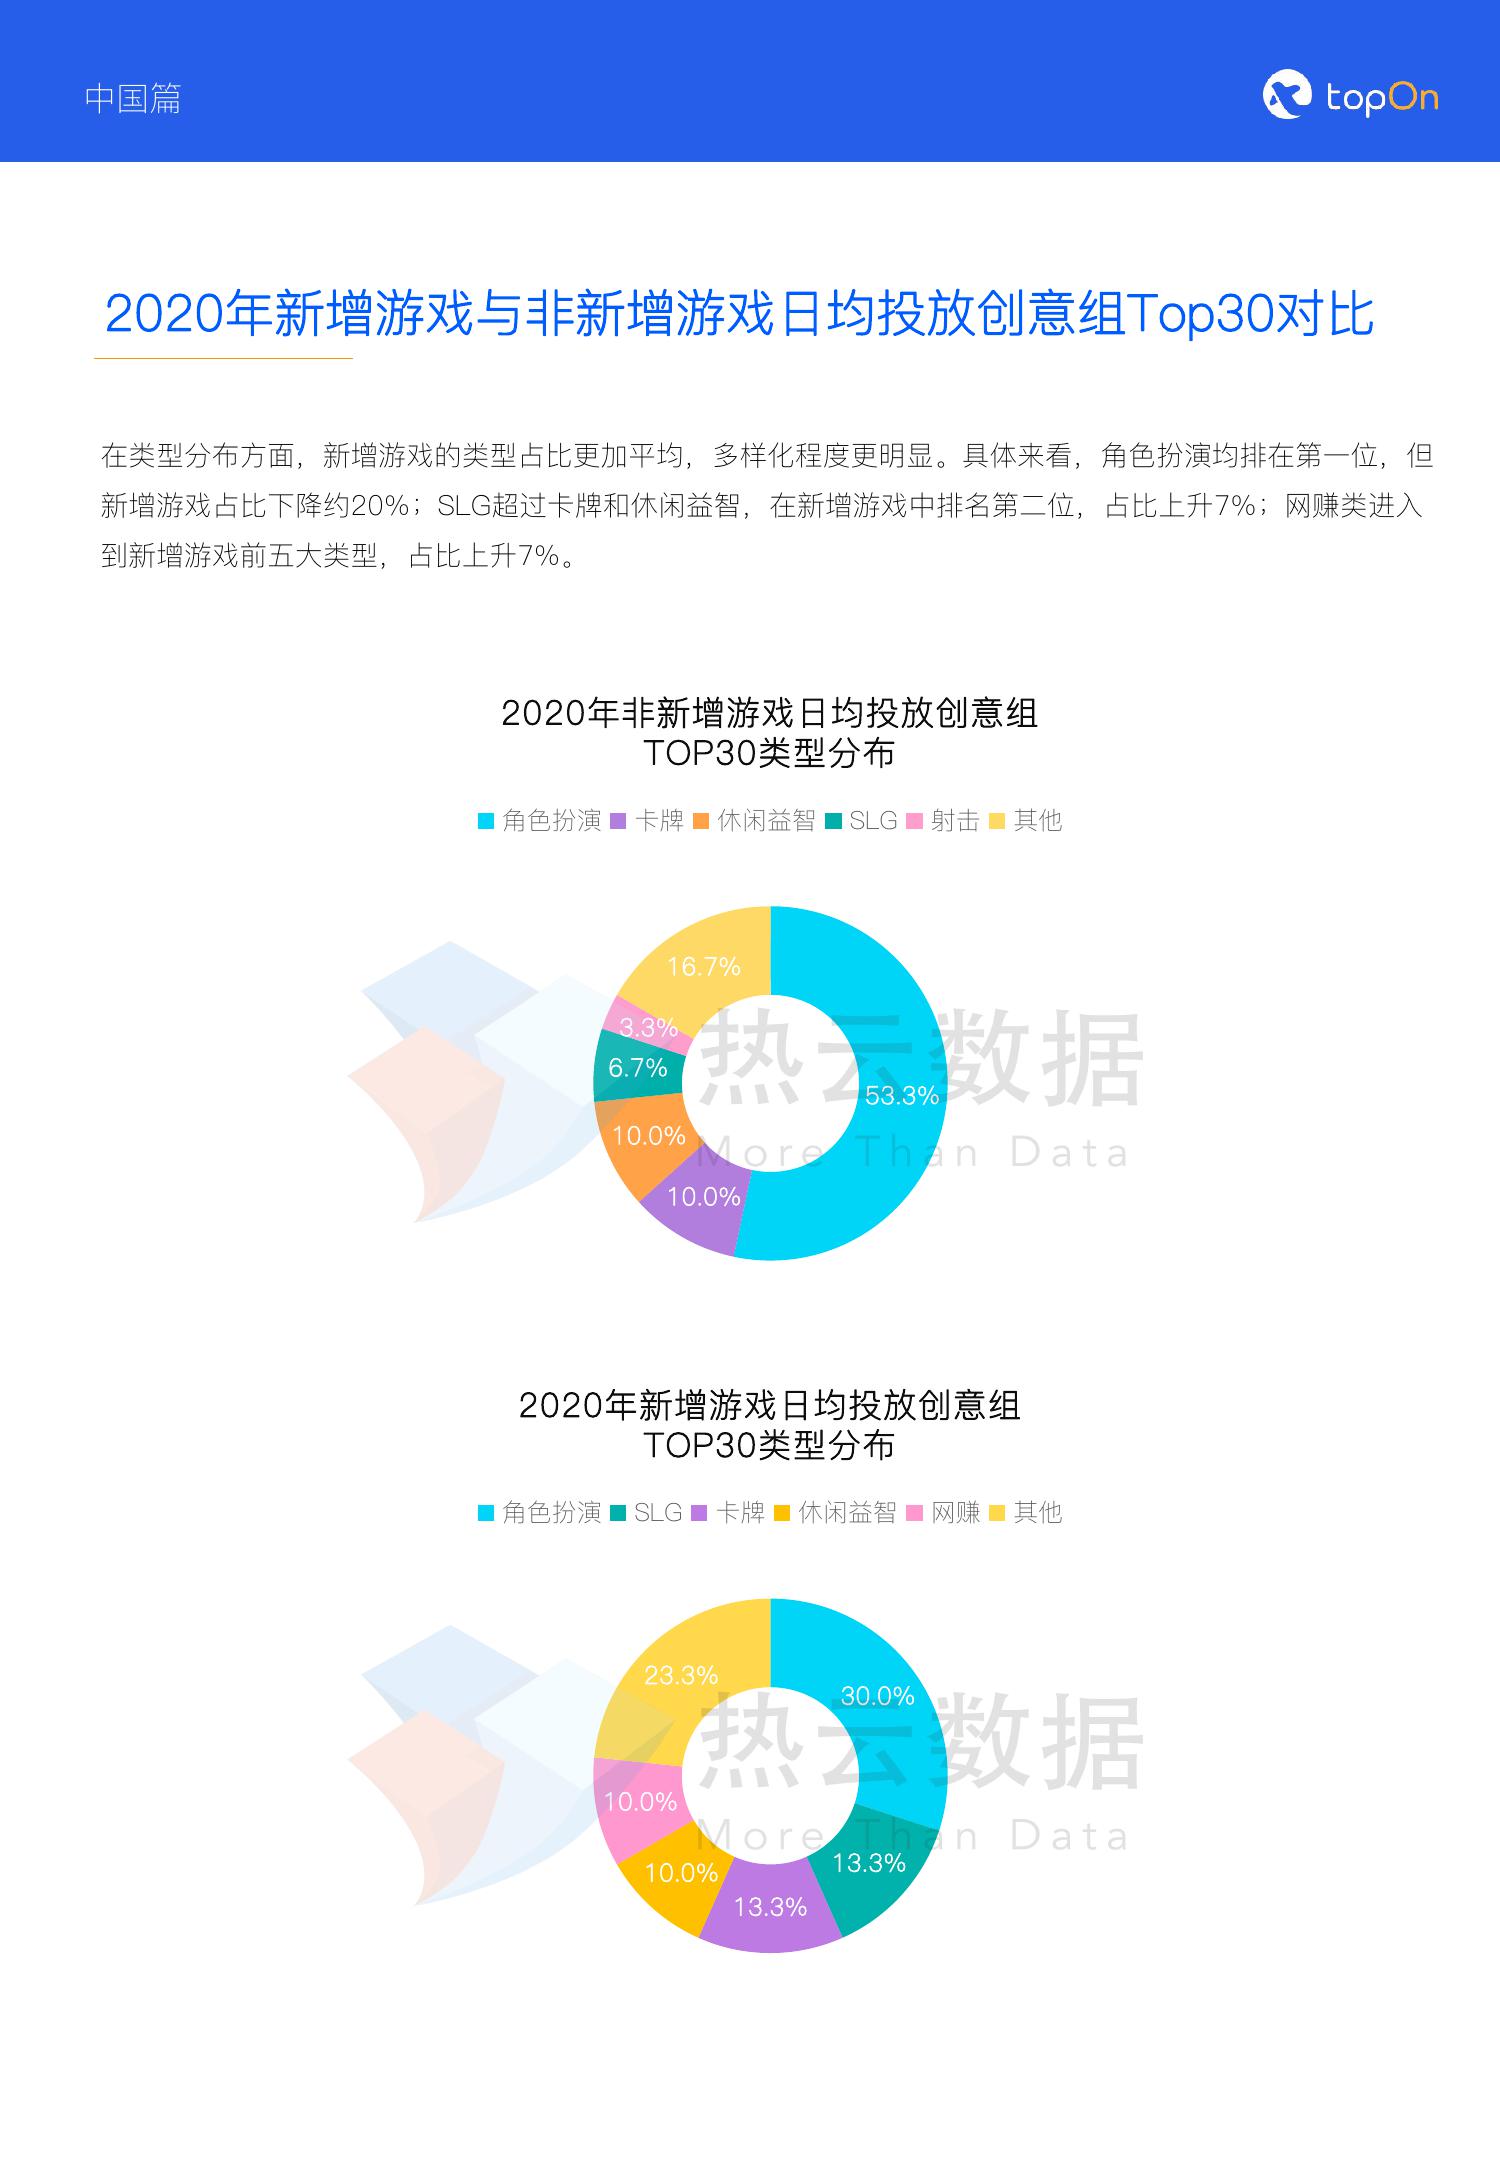 中国篇
topOn
2020年新增游戏与非新增游戏日均投放创意组Top30对比
在类型分布方面，新增游戏的类型占比更加平均，多样化程度更明显。具体来看，角色扮演均排在第一位，但
新增游戏占比下降约20%；SLG超过卡牌和休闲益智，在新增游戏中排名第二位，占比上升7%；网赚类进入
到新增游戏前五大类型，占比上升7%。
2020年非新增游戏日均投放创意组
TOP30类型分布
角色扮演 卡牌 休闲益智 SLG 射击 其他
16.7%
3.3%
6.7%
53.3%
10.0%
10.0%
热云数据
More Than Data
2020年新增游戏日均投放创意组
TOP30类型分布
角色扮演 SLG 卡牌 休闲益智 网赚 其他
23.3%
30.0%
10.0%
13.3%
10.0%
13.3%
热云数据
More Than Data